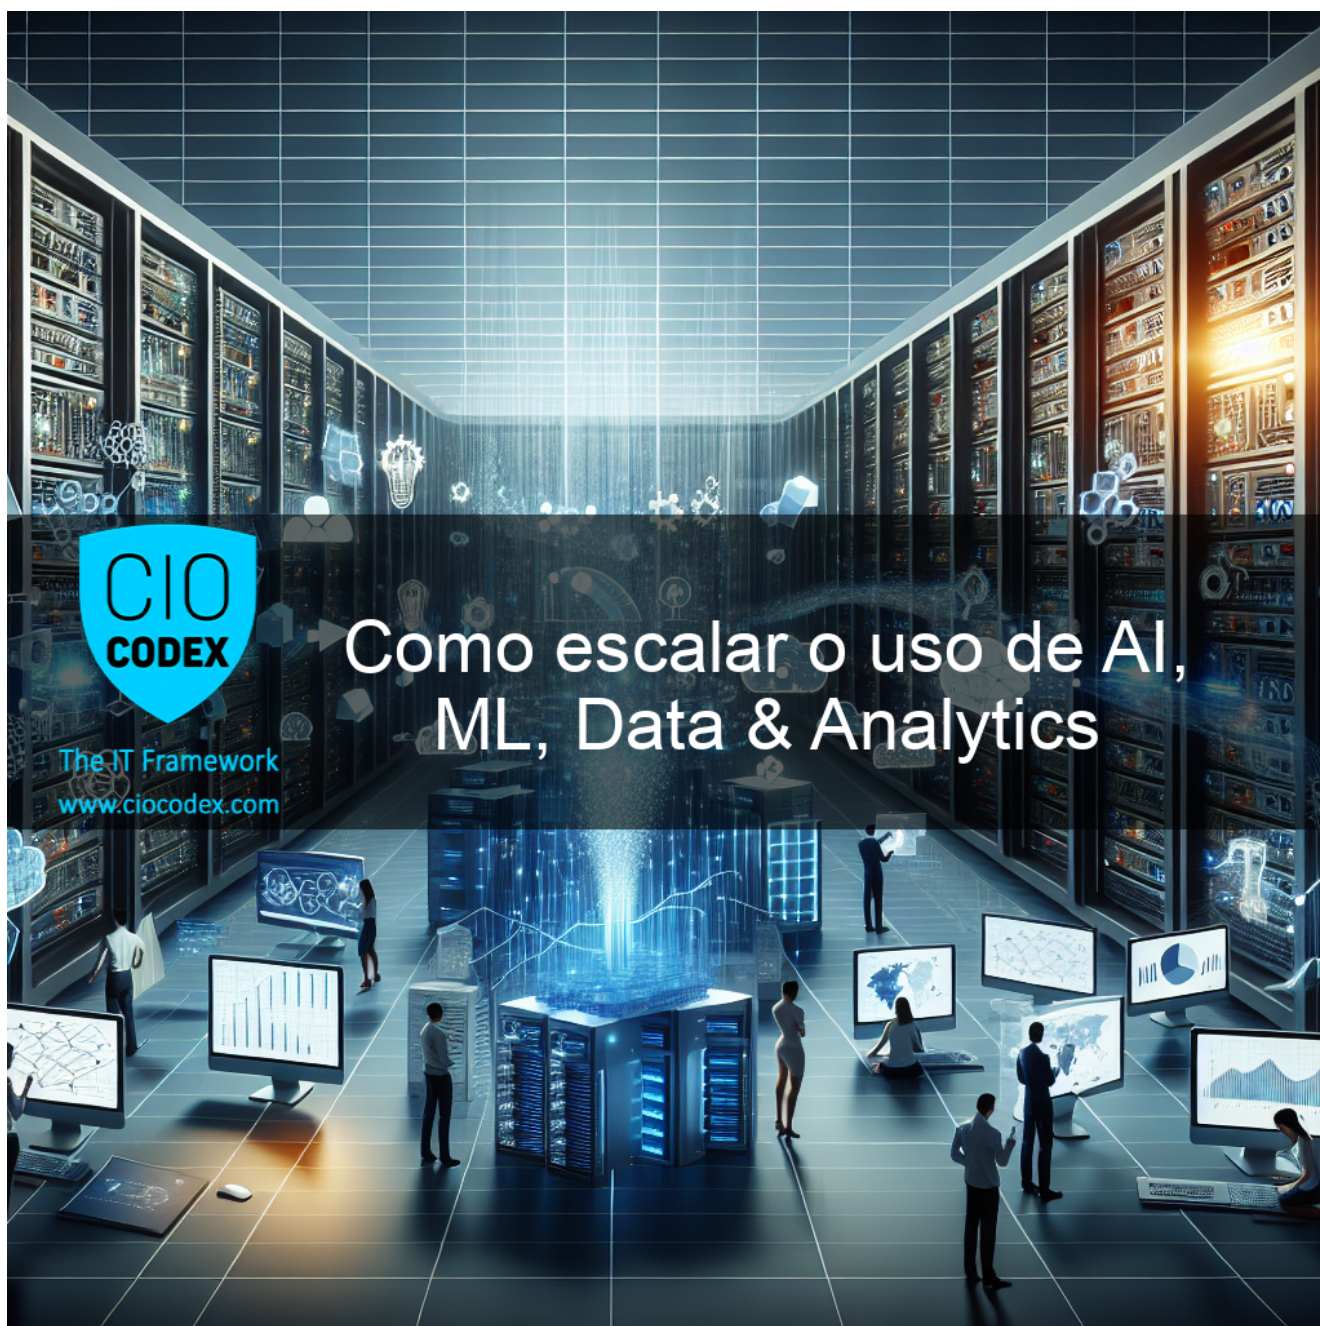 CIO
CODEX
The IT Framework
www.ciocodex.com
Como escalar o uso de AI,
ML, Data & Analytics